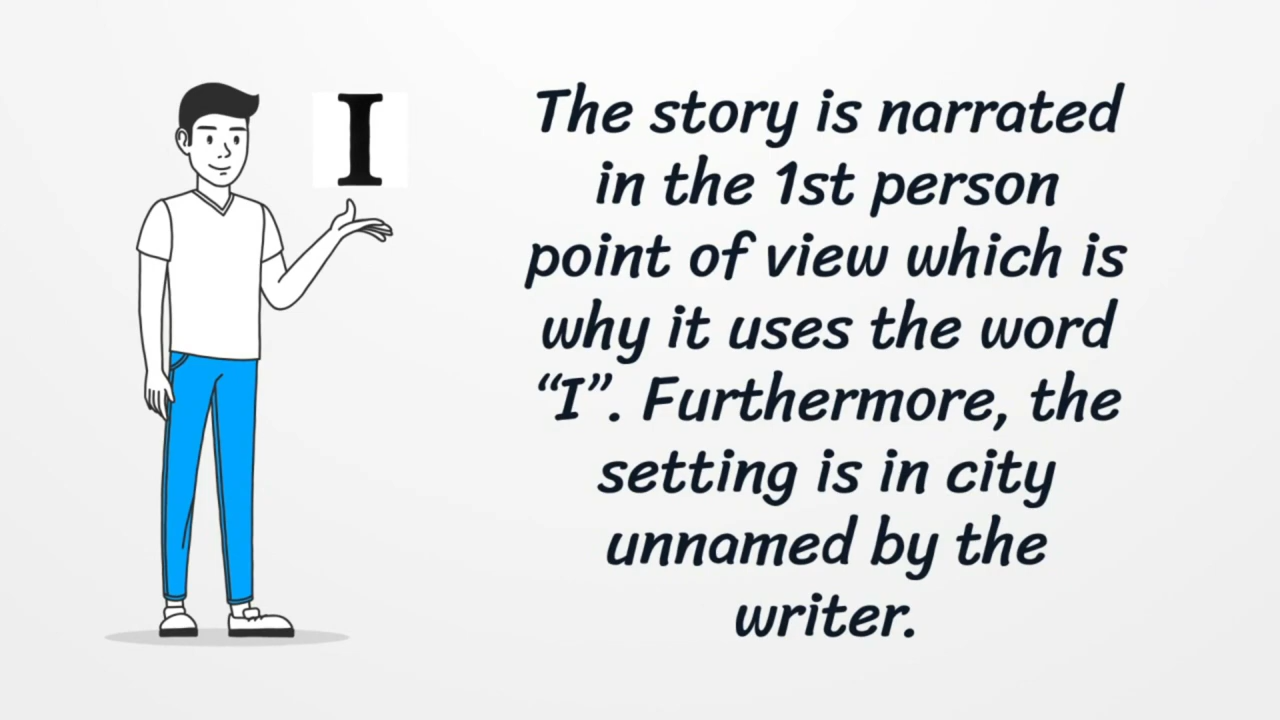 I
The story is narrated
in the 1st person
point of view which is
why it uses the word
“I”. Furthermore, the
setting is in city
unnamed by the
writer.